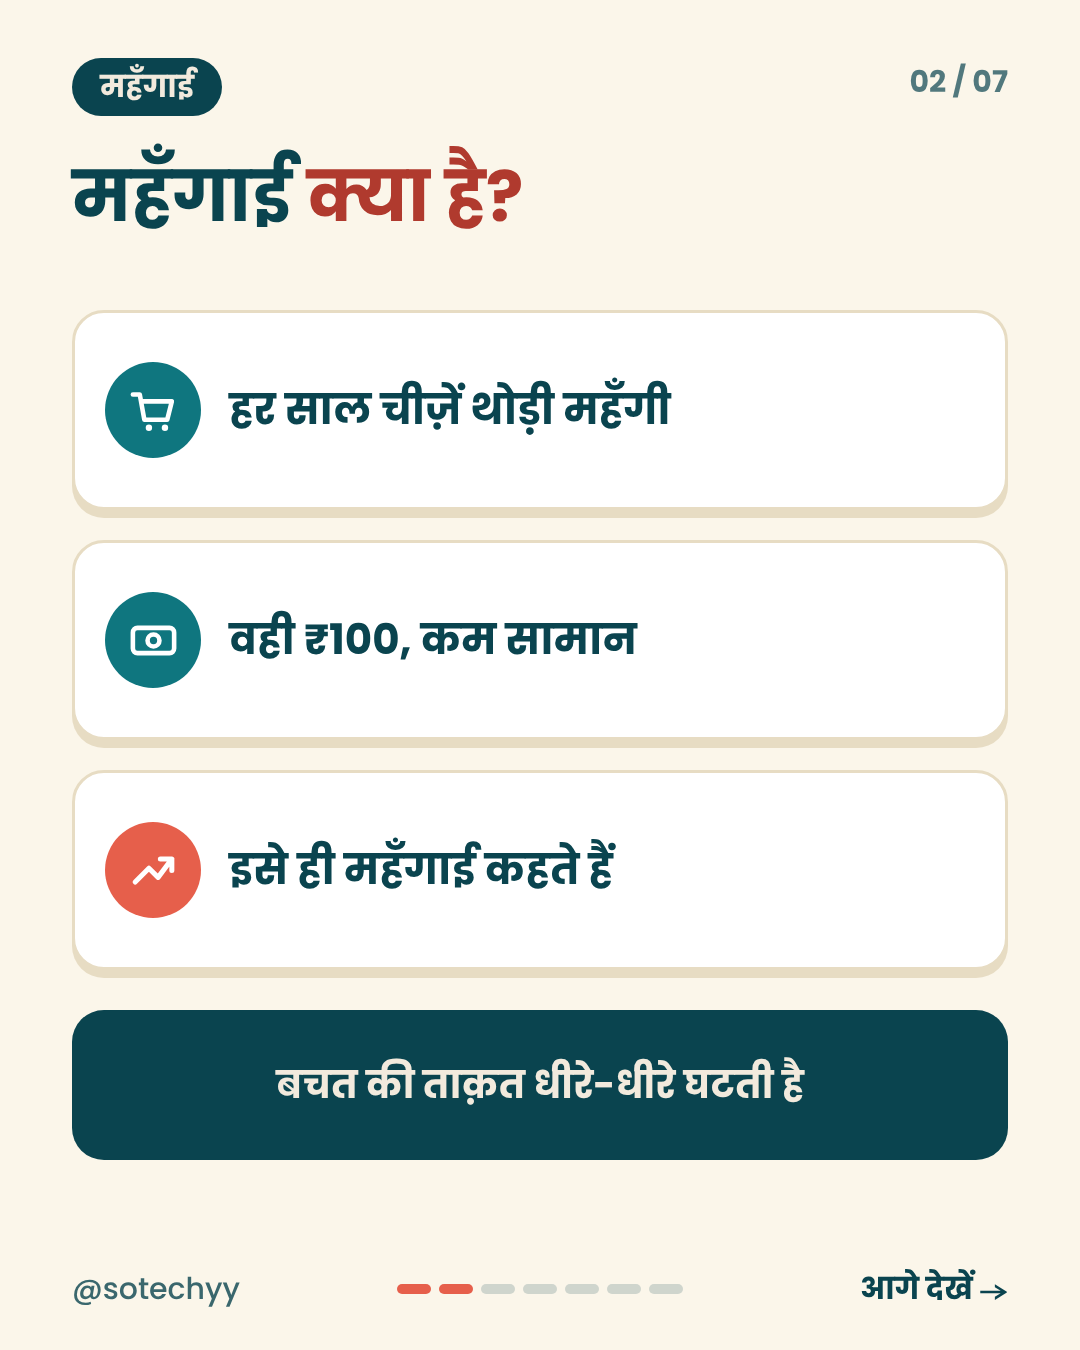 महँगाई
02 / 07
महँगाई क्या है?
हर साल चीज़ें थोड़ी महँगी
वही ₹100, कम सामान
इसे ही महँगाई कहते हैं
बचत की ताक़त धीरे-धीरे घटती है
@sotechyy
आगे देखें →